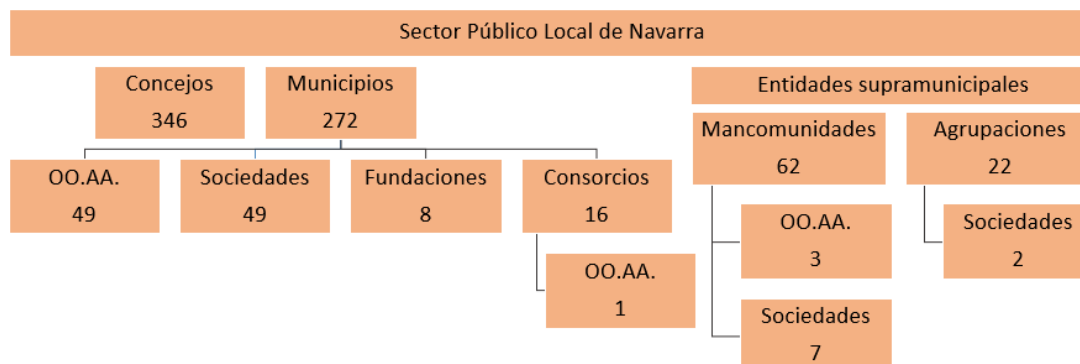 Sector Público Local de Navarra
Concejos
346
Municipios
272
Entidades supramunicipales
Mancomunidades
62
Agrupaciones
22
OO.AA.
49
Sociedades
49
Fundaciones
8
Consorcios
16
OO.AA.
1
OO.AA.
3
Sociedades
7
Sociedades
2